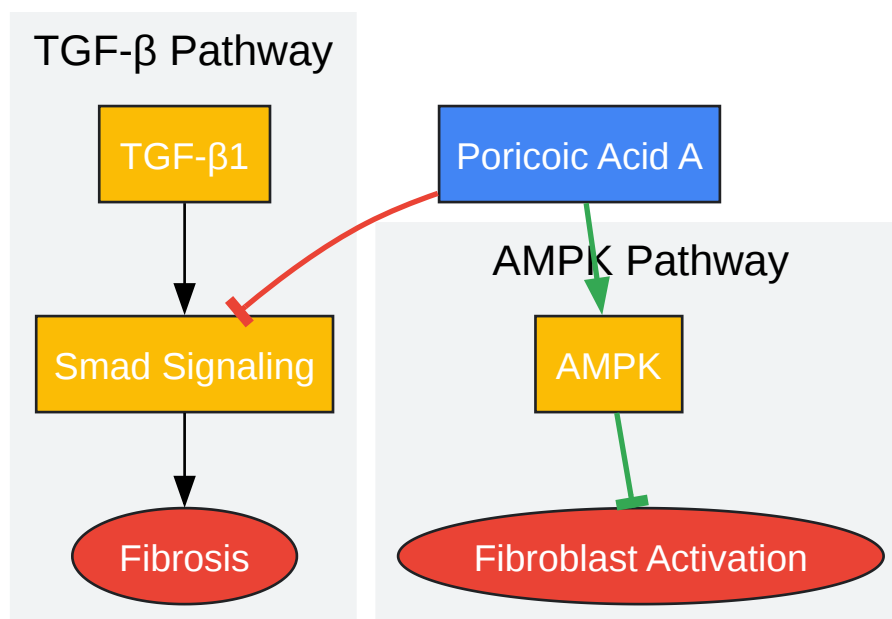 TGF-β Pathway
TGF-β1
Poricoic Acid A
AMPK Pathway
Smad Signaling
AMPK
Fibrosis
Fibroblast Activation